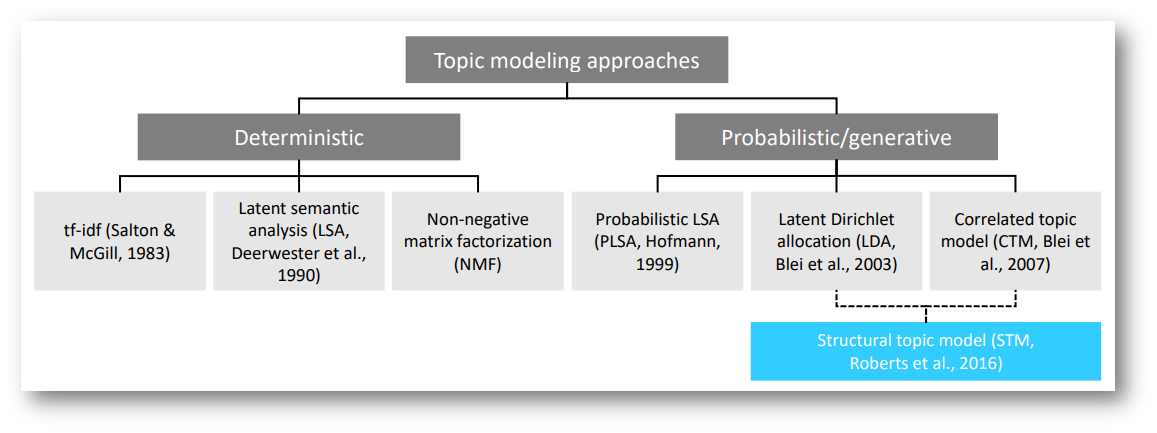 Topic modeling approaches
Deterministic
Probabilistic/generative
tf-idf (Salton &
McGill, 1983)
Latent semantic
analysis (LSA,
Deerwester et al.,
1990)
Non-negative
matrix factorization
(NMF)
Probabilistic LSA
(PLSA, Hofmann,
1999)
Latent Dirichlet
allocation (LDA,
Blei et al., 2003)
Correlated topic
model (CTM, Blei et
al., 2007)
Structural topic model (STM,
Roberts et al., 2016)